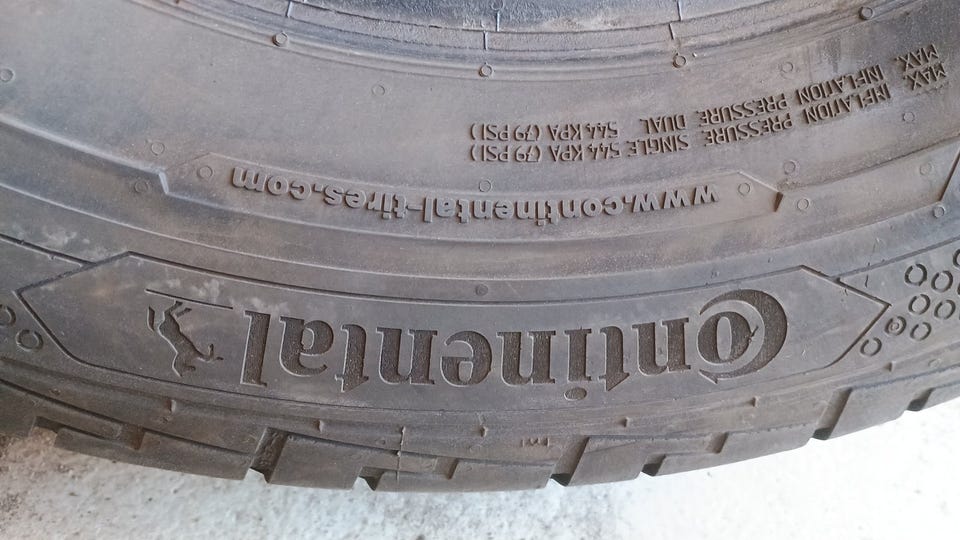 Continental
www.continental-tires.com
MAX. INFLATION PRESSURE SINGLE 544 KPA (79 PSI)
MAX. INFLATION PRESSURE DUAL 544 KPA (79 PSI)